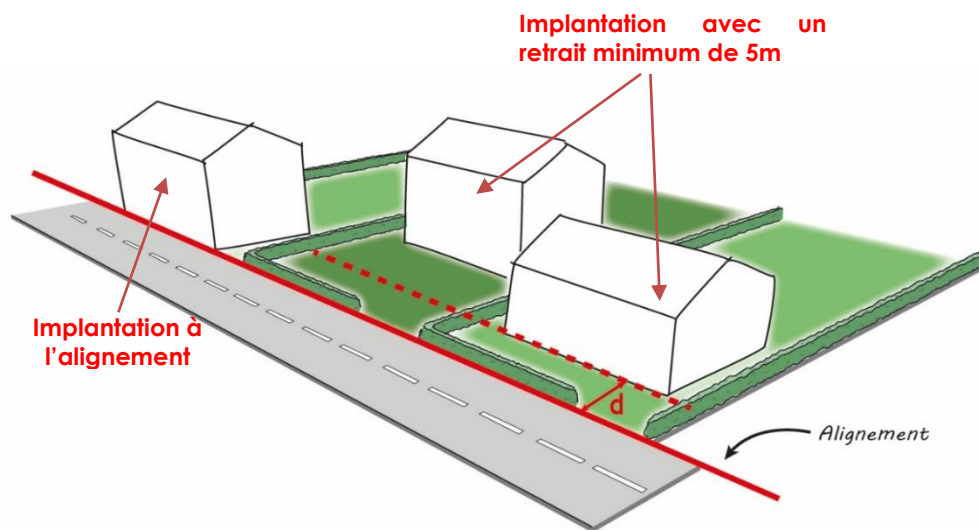 Implantation avec un
retrait minimum de 5m
Implantation à
l'alignement
d
Alignement